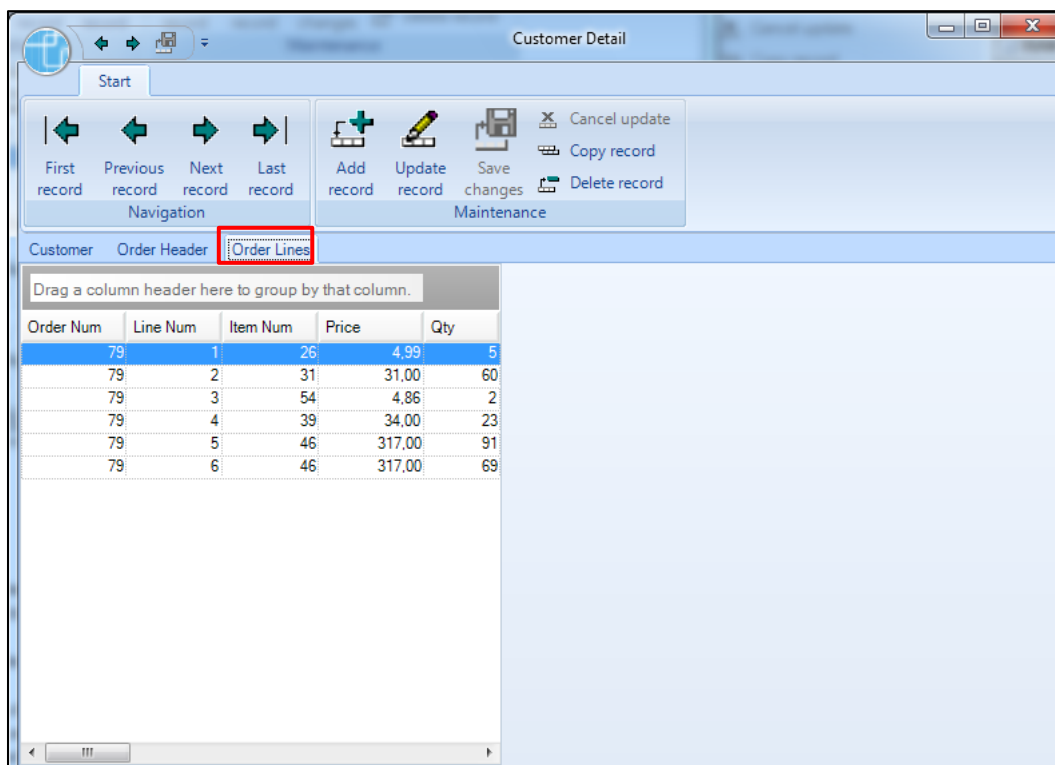 Customer Detail
Start
First record
Previous record
Next record
Last record
Add record
Update record
Save changes
Cancel update
Copy record
Delete record
Navigation
Maintenance
Customer Order Header Order Lines
Drag a column header here to group by that column.
Order Num Line Num Item Num Price Qty
79 1 26 4,99 5
79 2 31 31,00 60
79 3 54 4,86 2
79 4 39 34,00 23
79 5 46 317,00 91
79 6 46 317,00 69